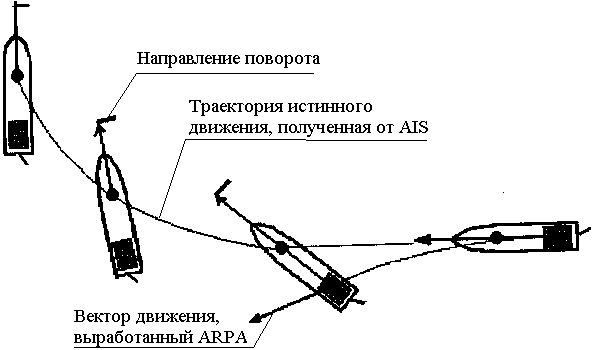 Направление поворота
Траектория истинного
движения, полученная от AIS
Вектор движения,
выработанный ARPA